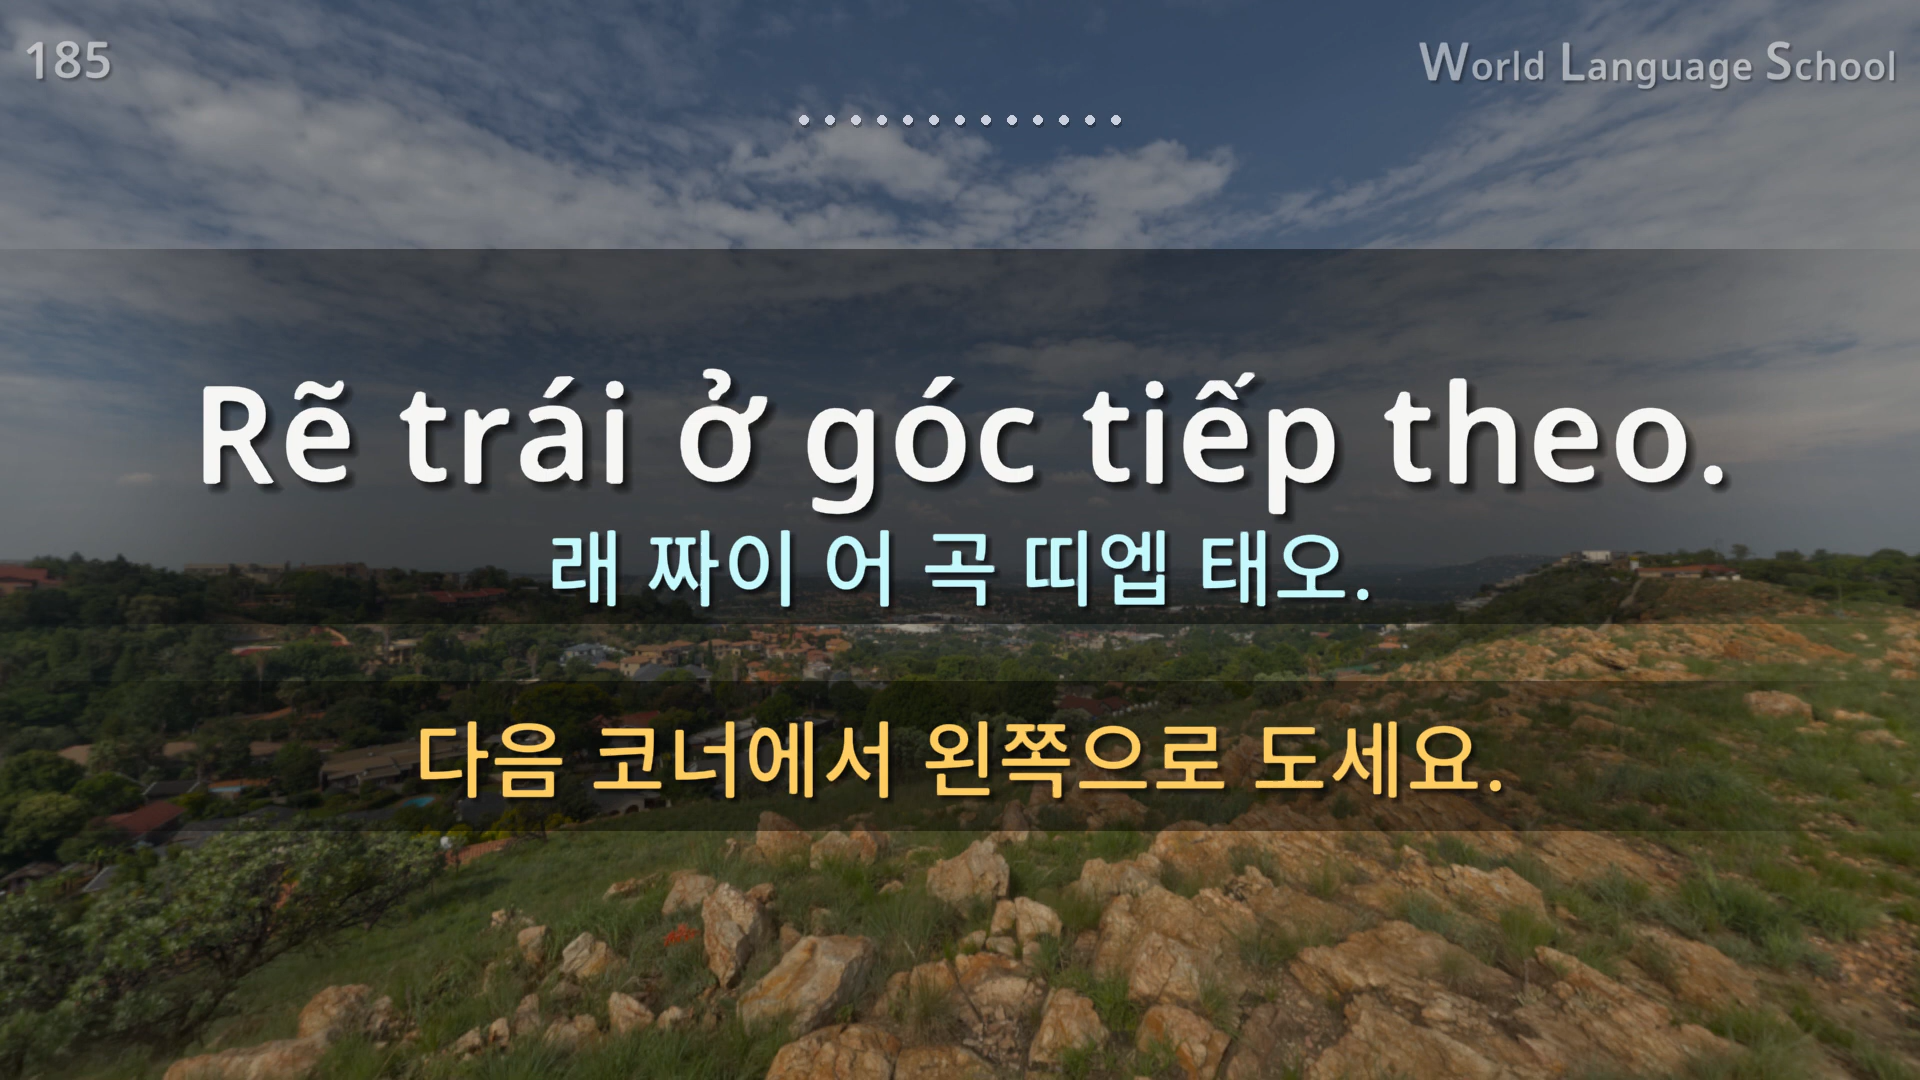 185
World Language School
Rẽ trái ở góc tiếp theo.
래 짜이 어 곡 띠엡 태오.
다음 코너에서 왼쪽으로 도세요.